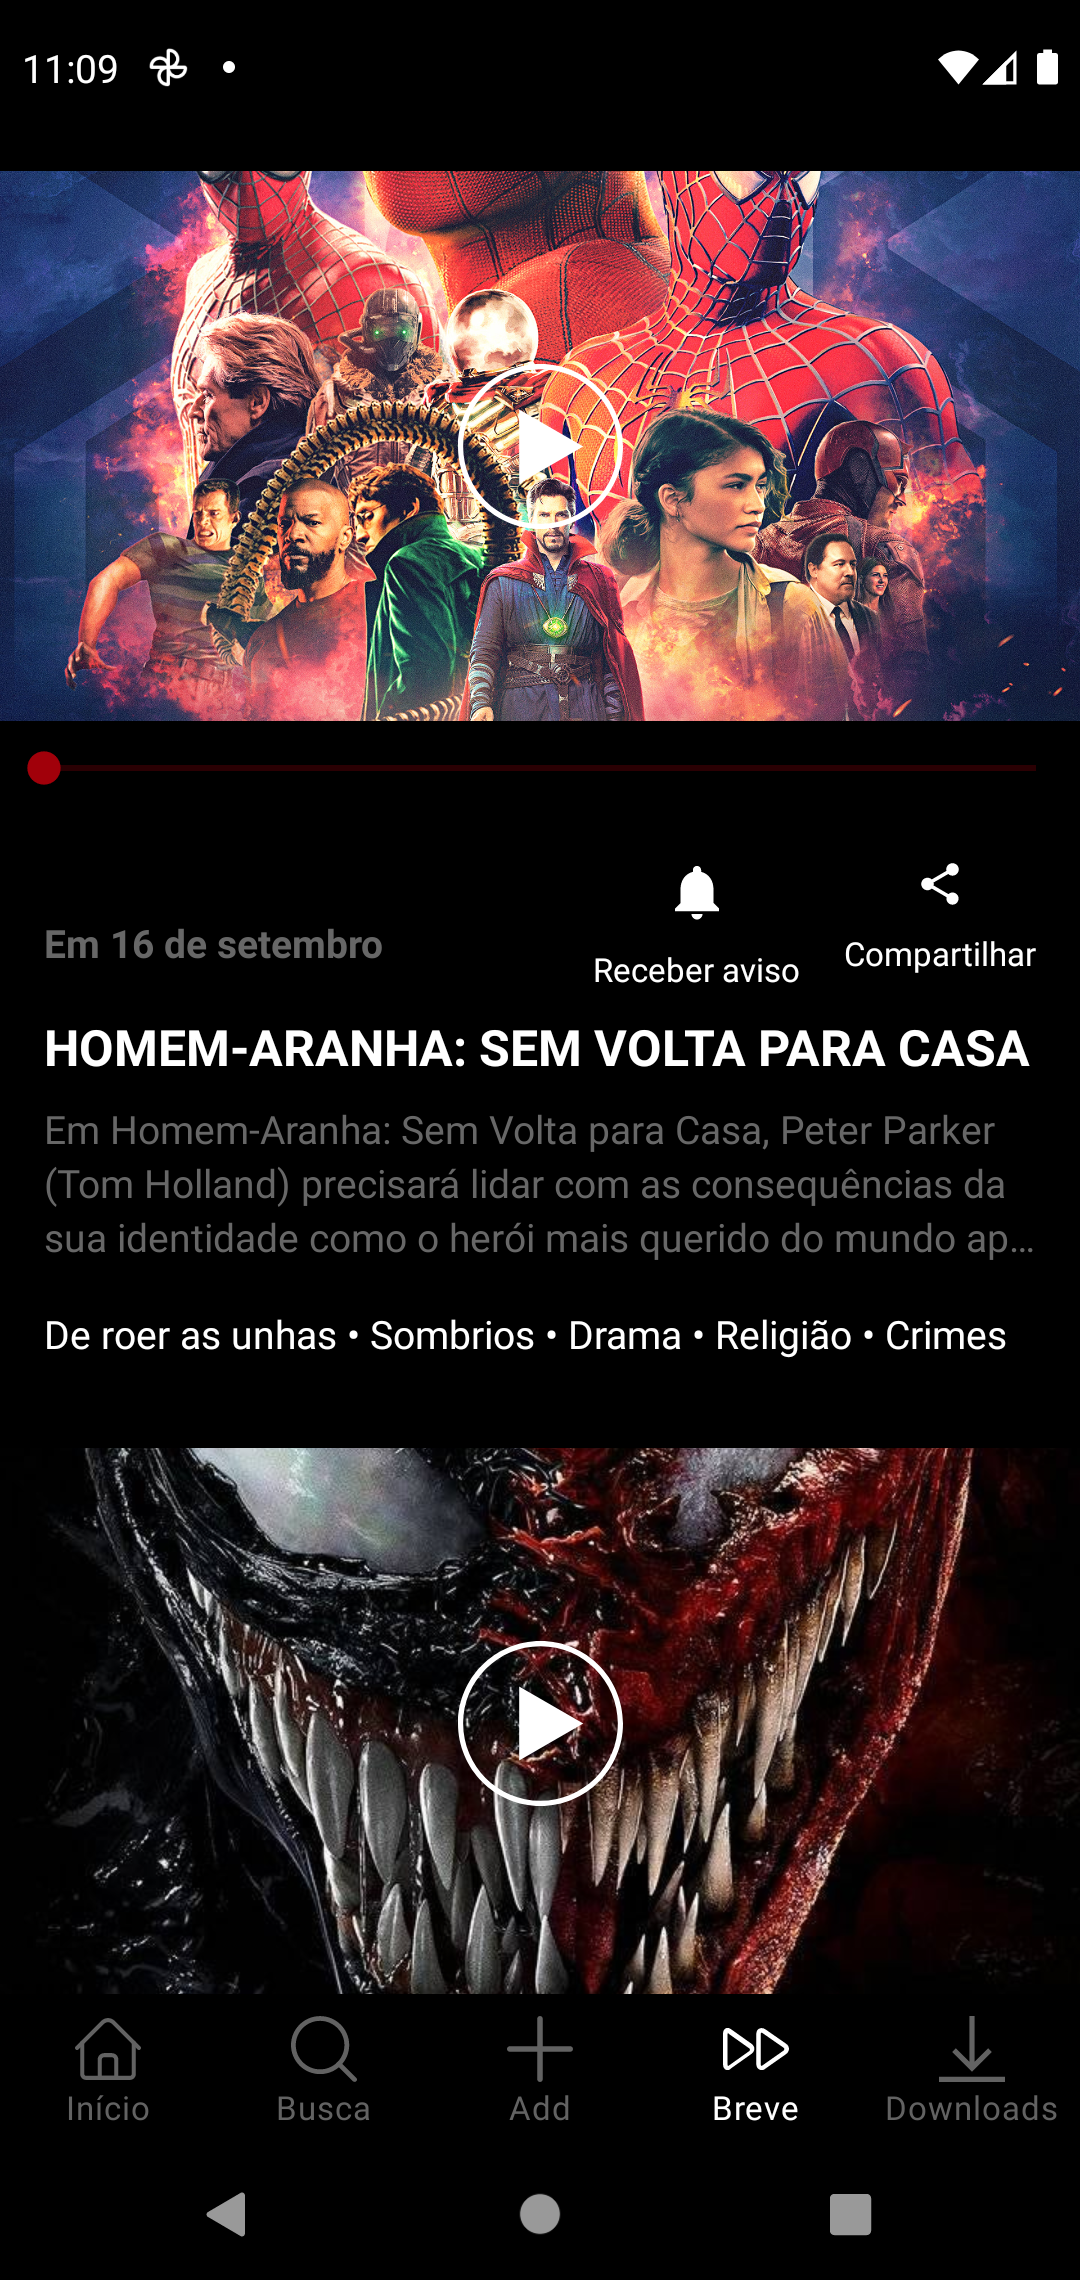 11:09
Em 16 de setembro
Receber aviso
Compartilhar
HOMEM-ARANHA: SEM VOLTA PARA CASA
Em Homem-Aranha: Sem Volta para Casa, Peter Parker
(Tom Holland) precisará lidar com as consequências da
sua identidade como o herói mais querido do mundo ap...
De roer as unhas • Sombrios • Drama • Religião • Crimes
Início
Busca
Add
Breve
Downloads